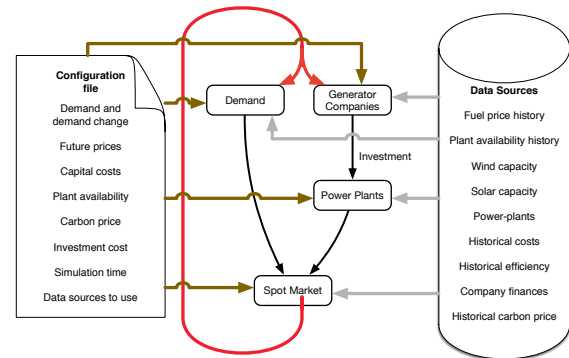 Configuration
file
Demand and
demand change
Future prices
Capital costs
Plant availability
Carbon price
Investment cost
Simulation time
Data sources to use
Demand
Generator
Companies
Investment
Power Plants
Spot Market
Data Sources
Fuel price history
Plant availability history
Wind capacity
Solar capacity
Power-plants
Historical costs
Historical efficiency
Company finances
Historical carbon price